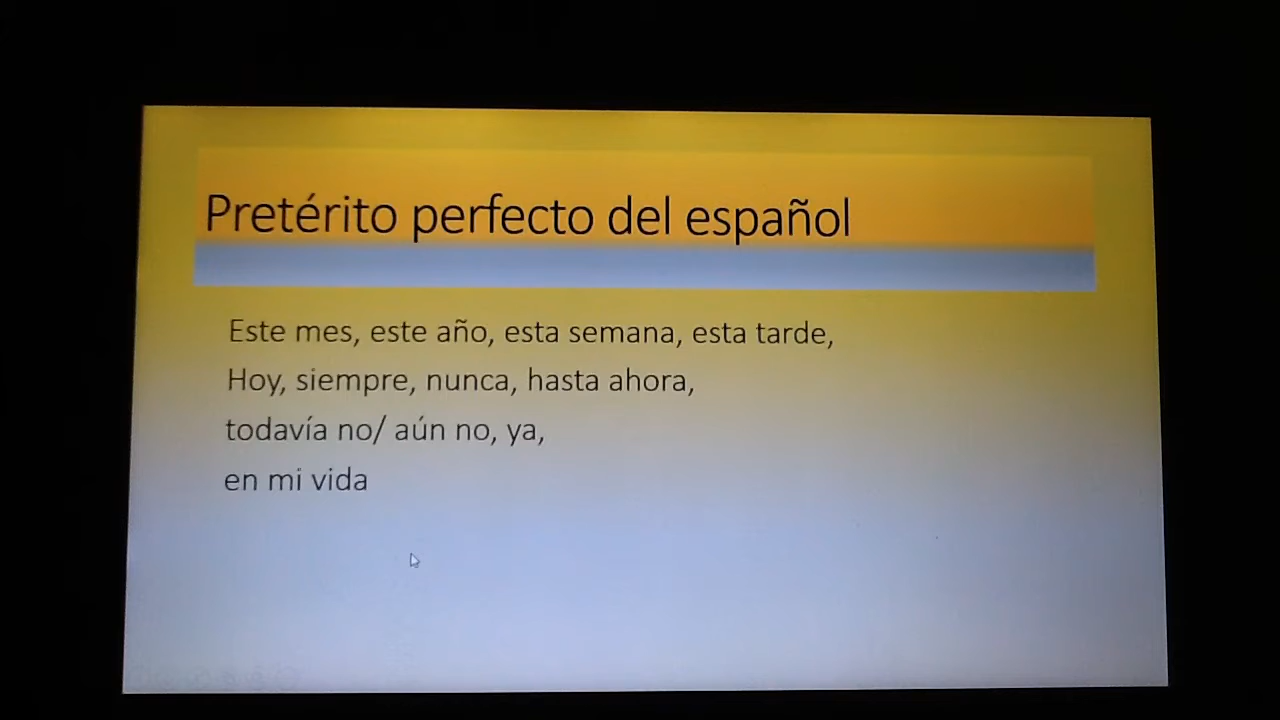 Pretérito perfecto del español
Este mes, este año, esta semana, esta tarde,
Hoy, siempre, nunca, hasta ahora,
todavía no/ aún no, ya,
en mi vida